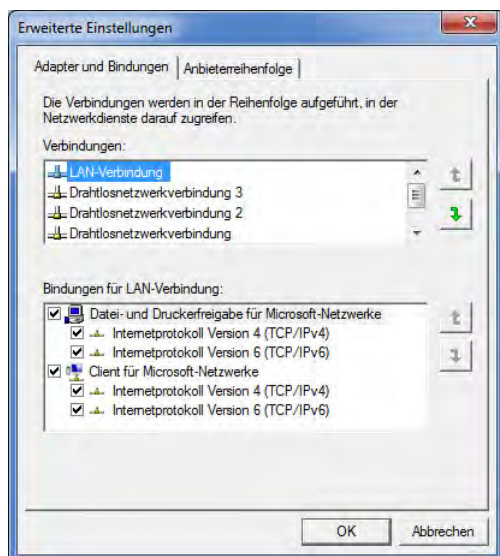 Erweiterte Einstellungen
Adapter und Bindungen
Anbieterreihenfolge
Die Verbindungen werden in der Reihenfolge aufgeführt, in der
Netzwerkdienste darauf zugreifen.
Verbindungen:
LAN-Verbindung
Drahtlosnetzwerkverbindung 3
Drahtlosnetzwerkverbindung 2
Drahtlosnetzwerkverbindung
Bindungen für LAN-Verbindung:
Datei- und Druckerfreigabe für Microsoft-Netzwerke
Internetprotokoll Version 4 (TCP/IPv4)
Internetprotokoll Version 6 (TCP/IPv6)
Client für Microsoft-Netzwerke
Internetprotokoll Version 4 (TCP/IPv4)
Internetprotokoll Version 6 (TCP/IPv6)
OK
Abbrechen